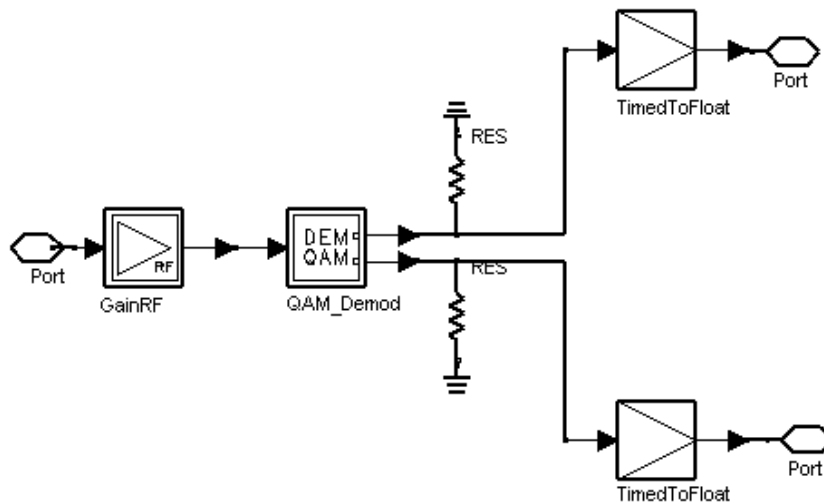 Port
TimedToFloat
RES
DEM
QAM
RF
Port
GainRF
QAM_Demod
RES
Port
TimedToFloat